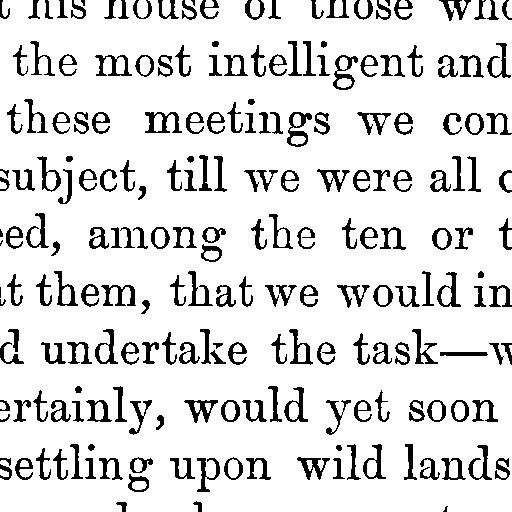 his house of those who
the most intelligent and
these meetings we con
subject, till we were all
eed, among the ten or t
at them, that we would in
d undertake the task—w
ertainly, would yet soon
settling upon wild lands